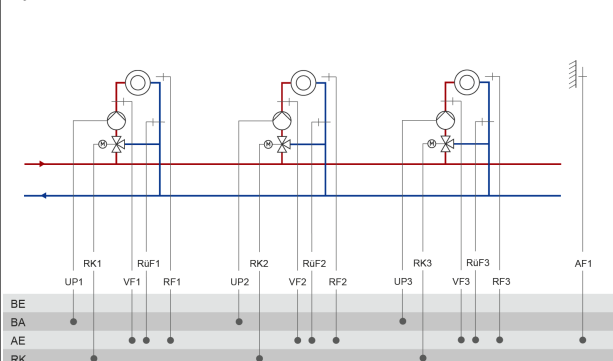 M M M
RK1 RüF1 RK2 RüF2 RK3 RüF3 AF1
UP1 VF1 RF1 UP2 VF2 RF2 UP3 VF3 RF3
BE
BA
AE
RK